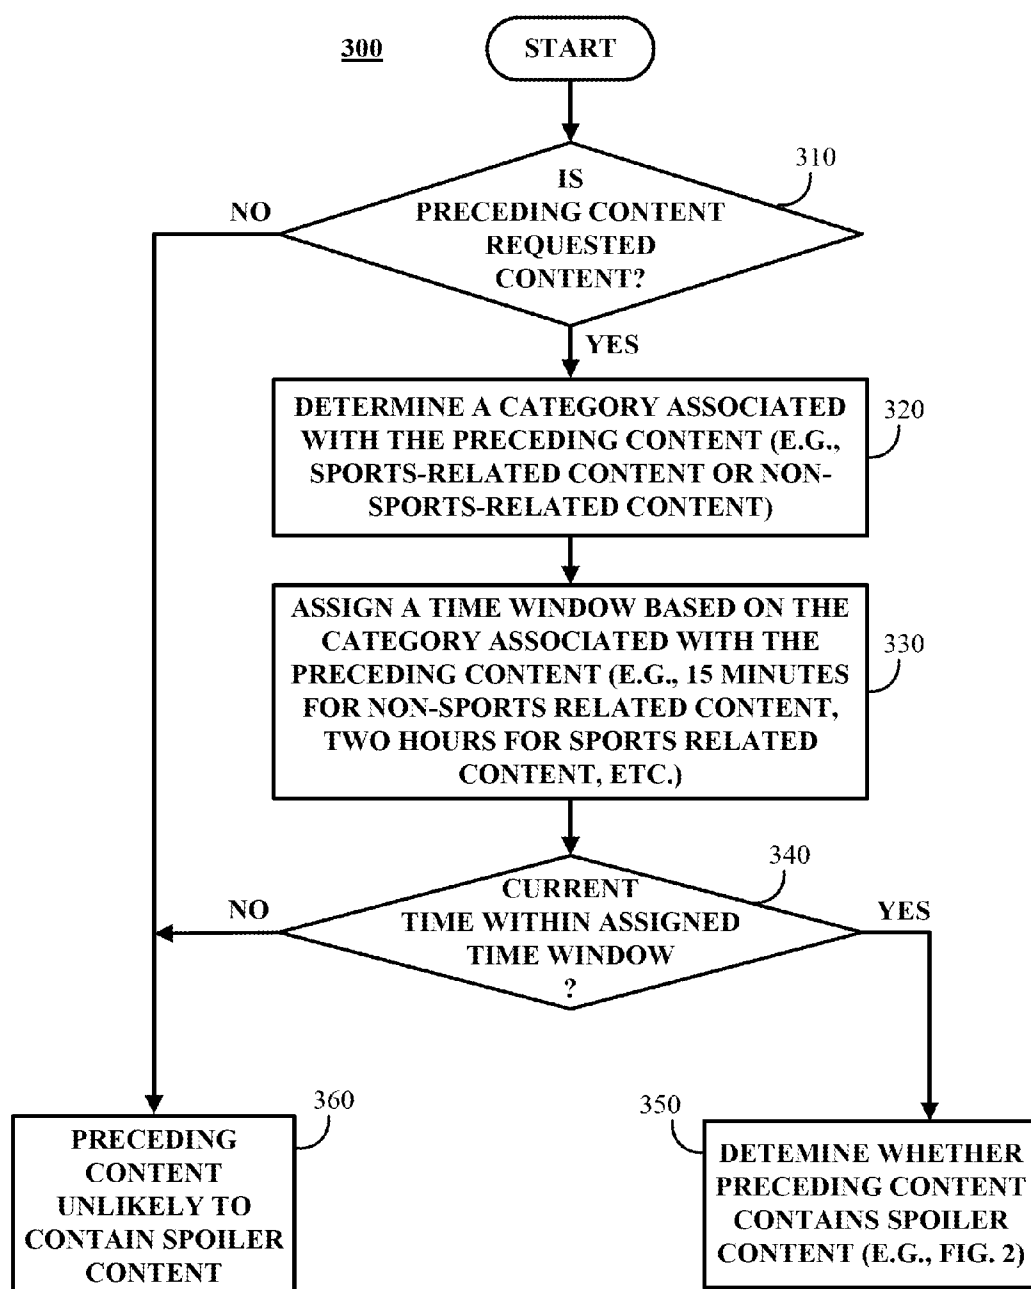 300
START
310
IS
PRECEDING CONTENT
REQUESTED
CONTENT?
NO
YES
DETERMINE A CATEGORY ASSOCIATED
WITH THE PRECEDING CONTENT (E.G.,
SPORTS-RELATED CONTENT OR NON-
SPORTS-RELATED CONTENT)
320
ASSIGN A TIME WINDOW BASED ON THE
CATEGORY ASSOCIATED WITH THE
PRECEDING CONTENT (E.G., 15 MINUTES
FOR NON-SPORTS RELATED CONTENT,
TWO HOURS FOR SPORTS RELATED
CONTENT, ETC.)
330
340
CURRENT
TIME WITHIN ASSIGNED
TIME WINDOW
?
NO
YES
360
PRECEDING
CONTENT
UNLIKELY TO
CONTAIN SPOILER
CONTENT
350
DETEMINE WHETHER
PRECEDING CONTENT
CONTAINS SPOILER
CONTENT (E.G., FIG. 2)